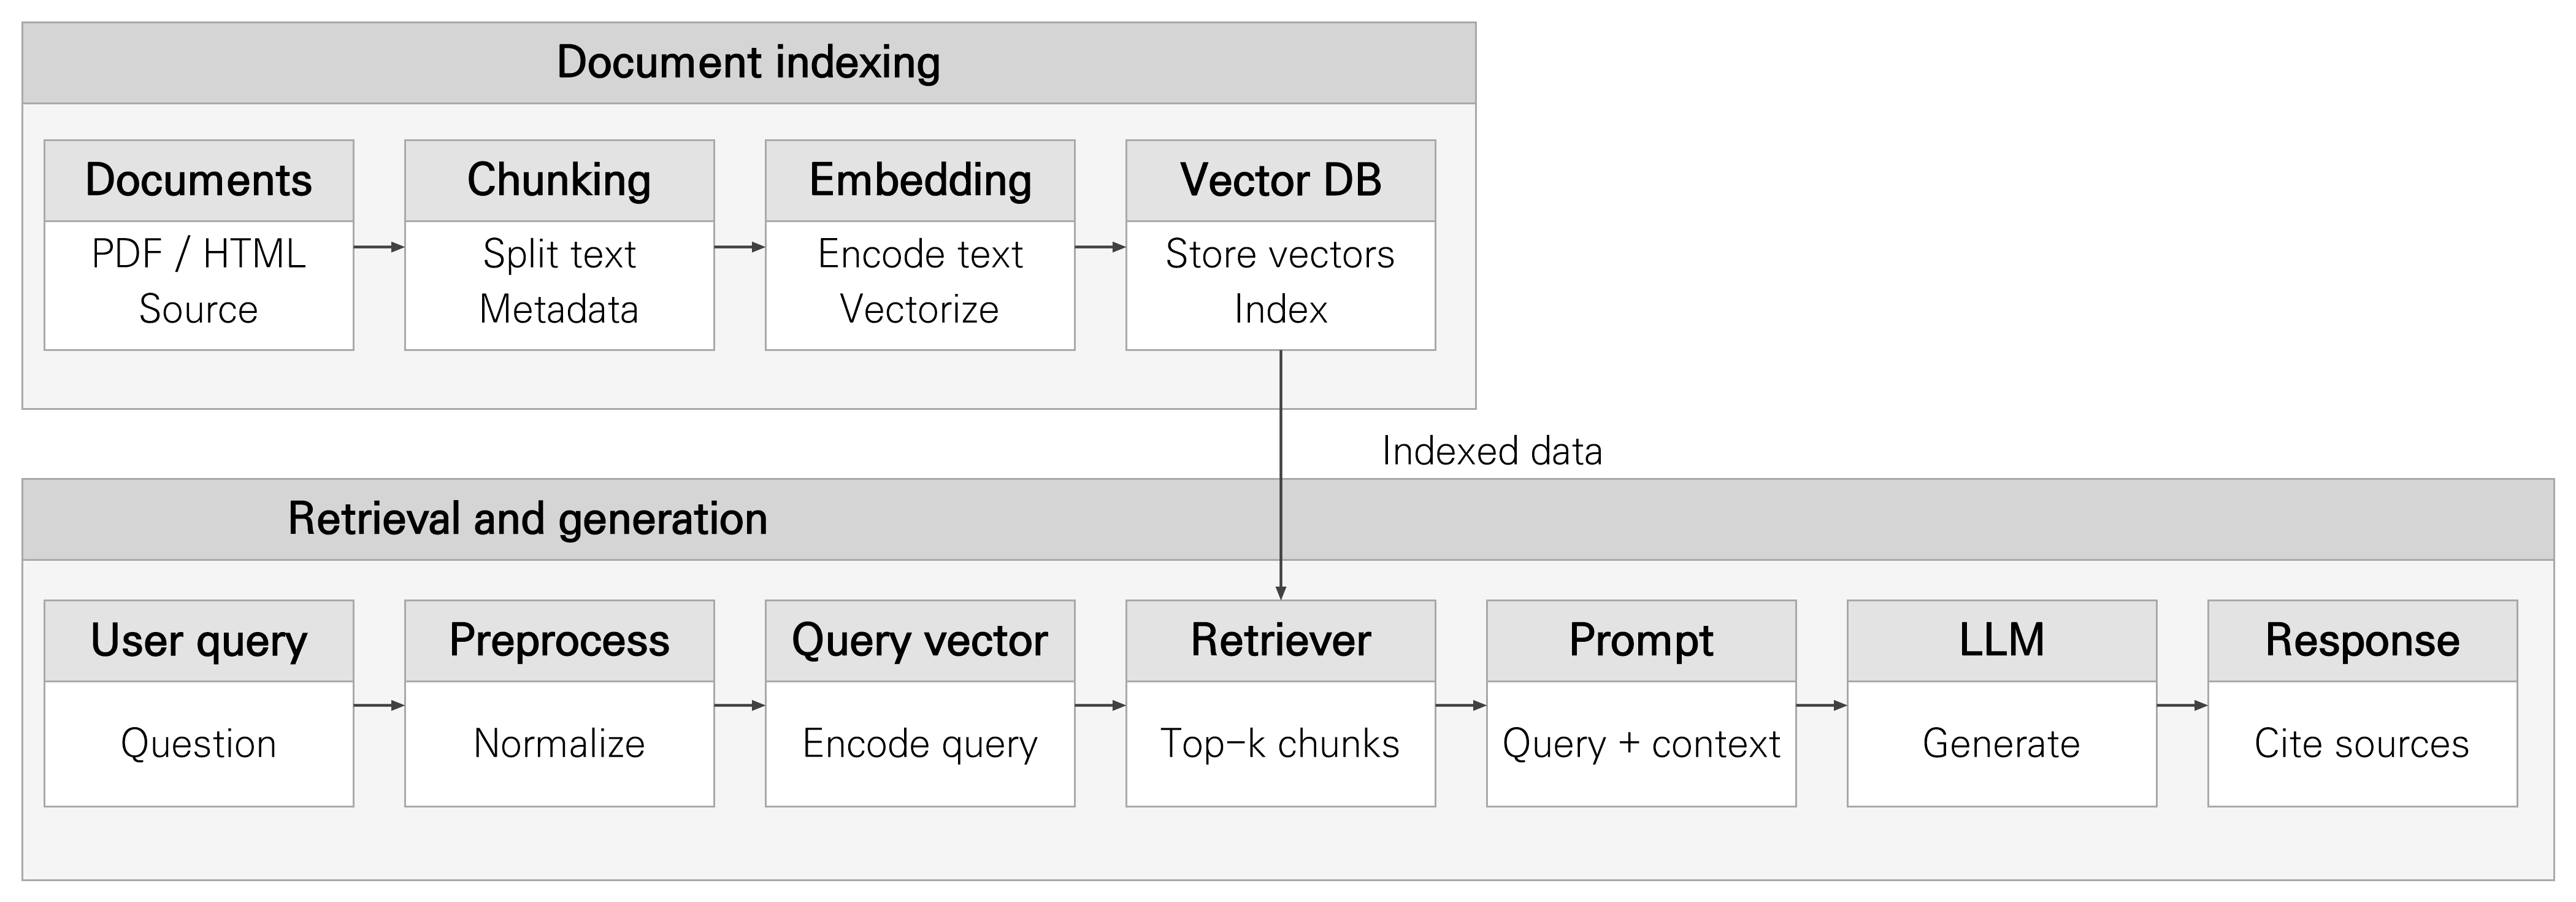 Document indexing
Documents
PDF / HTML
Source
Chunking
Split text
Metadata
Embedding
Encode text
Vectorize
Vector DB
Store vectors
Index
Indexed data
Retrieval and generation
User query
Question
Preprocess
Normalize
Query vector
Encode query
Retriever
Top-k chunks
Prompt
Query + context
LLM
Generate
Response
Cite sources